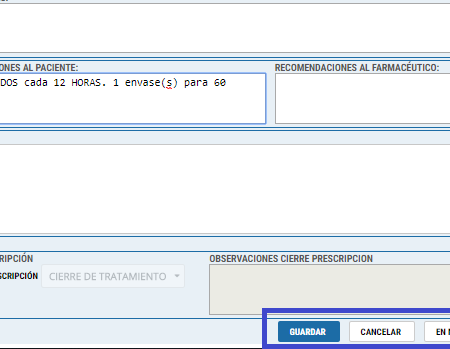 ONES AL PACIENTE:
RECOMENDACIONES AL FARMACÉUTICO:
DOS cada 12 HORAS. 1 envase(s) para 60
RIPCIÓN
OBSERVACIONES CIERRE PRESCRIPCION
SCRIPCIÓN
CIERRE DE TRATAMIENTO
GUARDAR
CANCELAR
EN